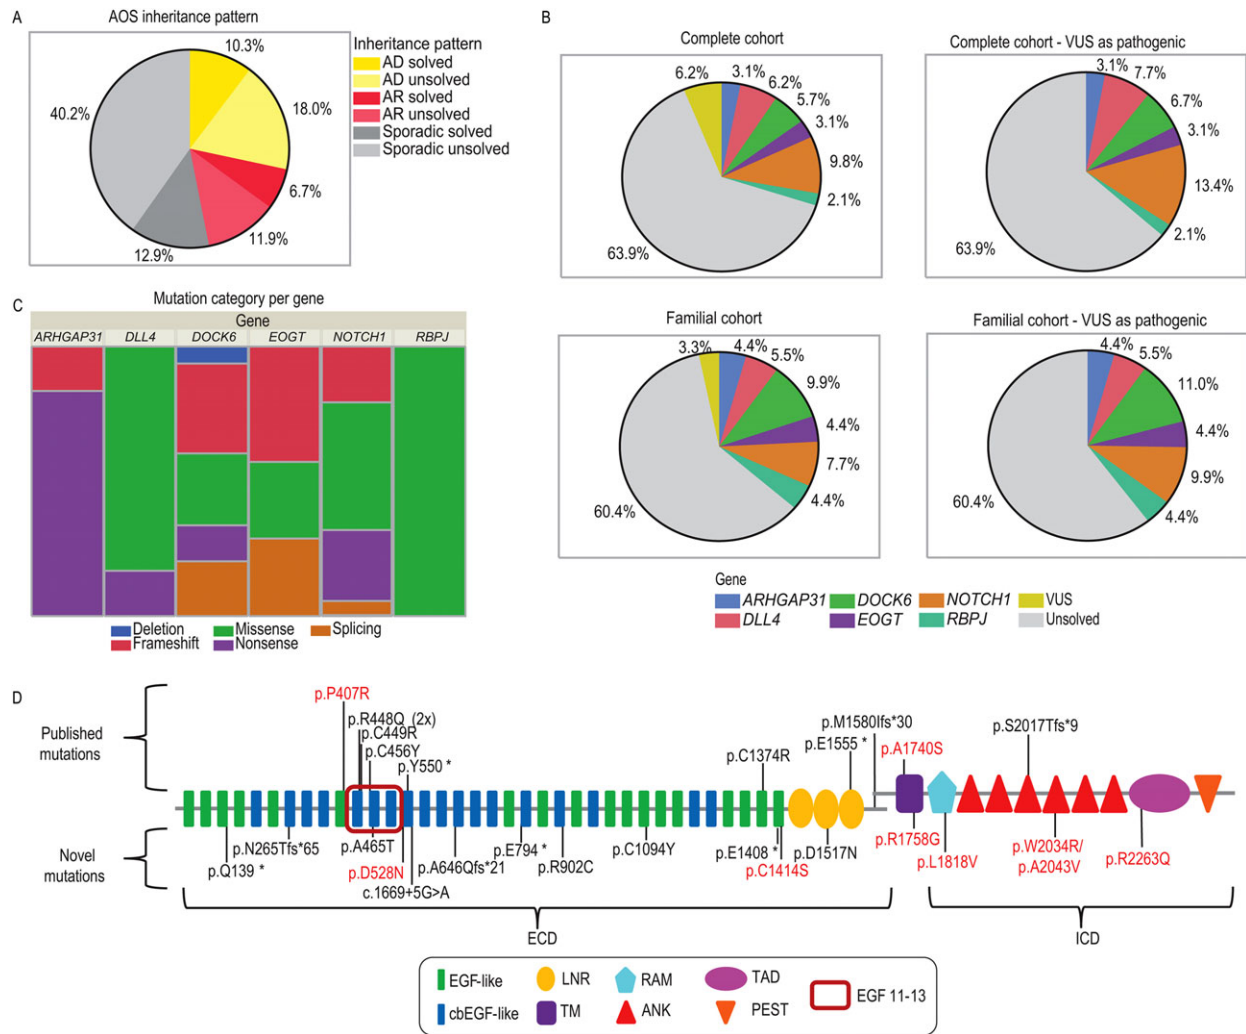 A
AOS inheritance pattern
10.3%
18.0%
6.7%
11.9%
12.9%
40.2%
Inheritance pattern
AD solved
AD unsolved
AR solved
AR unsolved
Sporadic solved
Sporadic unsolved
B
Complete cohort
6.2%
3.1%
6.2%
5.7%
3.1%
9.8%
2.1%
63.9%
Complete cohort - VUS as pathogenic
3.1%
7.7%
6.7%
3.1%
13.4%
2.1%
63.9%
Familial cohort
3.3%
4.4%
5.5%
9.9%
4.4%
7.7%
4.4%
60.4%
Familial cohort - VUS as pathogenic
4.4%
5.5%
11.0%
4.4%
9.9%
4.4%
60.4%
Gene
ARHGAP31
DOCK6
NOTCH1
VUS
DLL4
EOGT
RBPJ
Unsolved
C
Mutation category per gene
Gene
ARHGAP31
DLL4
DOCK6
EOGT
NOTCH1
RBPJ
Deletion
Missense
Splicing
Frameshift
Nonsense
D
Published
mutations
p.P407R
p.R448Q (2x)
p.C449R
p.C456Y
p.Y550 *
p.C1374R
p.E1555 *
p.M1580Ifs*30
p.A1740S
p.S2017Tfs*9
Novel
mutations
p.Q139 *
p.N265Tfs*65
p.A465T
p.D528N
c.1669+5G>A
p.A646Qfs*21
p.E794 *
p.R902C
p.C1094Y
p.E1408 *
p.C1414S
p.D1517N
p.R1758G
p.L1818V
p.W2034R/
p.A2043V
p.R2263Q
ECD
ICD
EGF-like
LNR
RAM
TAD
EGF 11-13
cbEGF-like
TM
ANK
PEST